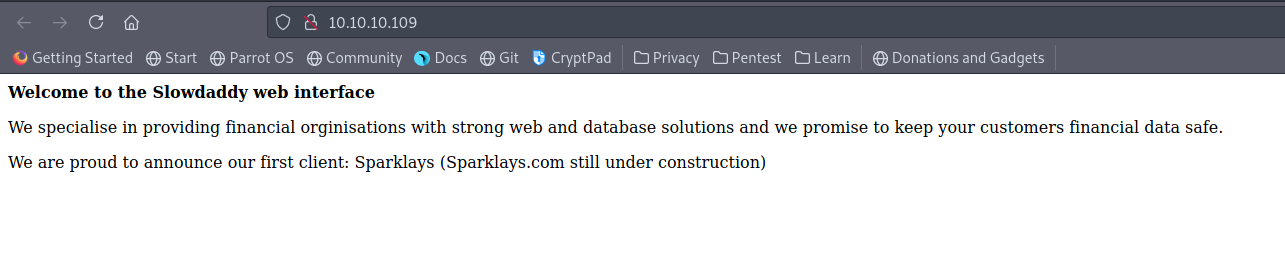 10.10.10.109
Getting Started Start Parrot OS Community Docs Git CryptPad Privacy Pentest Learn Donations and Gadgets
Welcome to the Slowdaddy web interface
We specialise in providing financial orginisations with strong web and database solutions and we promise to keep your customers financial data safe.
We are proud to announce our first client: Sparklays (Sparklays.com still under construction)